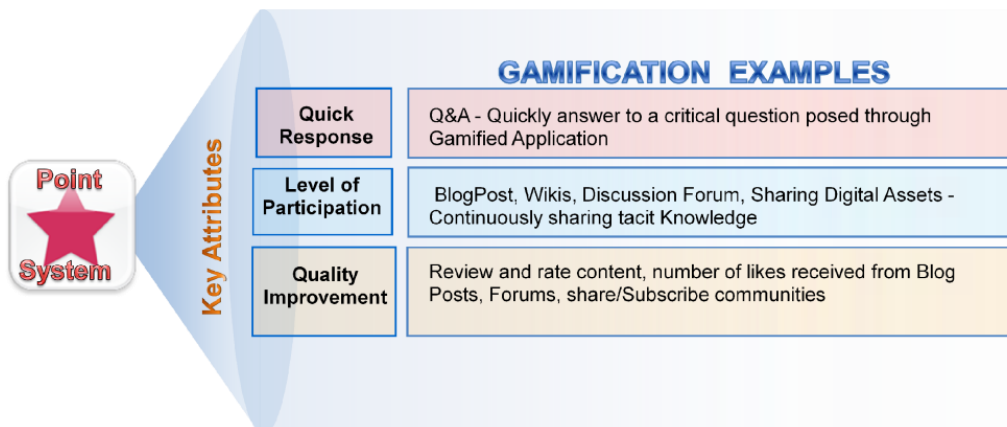 GAMIFICATION EXAMPLES
Point
System
Key Attributes
Quick
Response
Q&A - Quickly answer to a critical question posed through
Gamified Application
Level of
Participation
BlogPost, Wikis, Discussion Forum, Sharing Digital Assets -
Continuously sharing tacit Knowledge
Quality
Improvement
Review and rate content, number of likes received from Blog
Posts, Forums, share/Subscribe communities